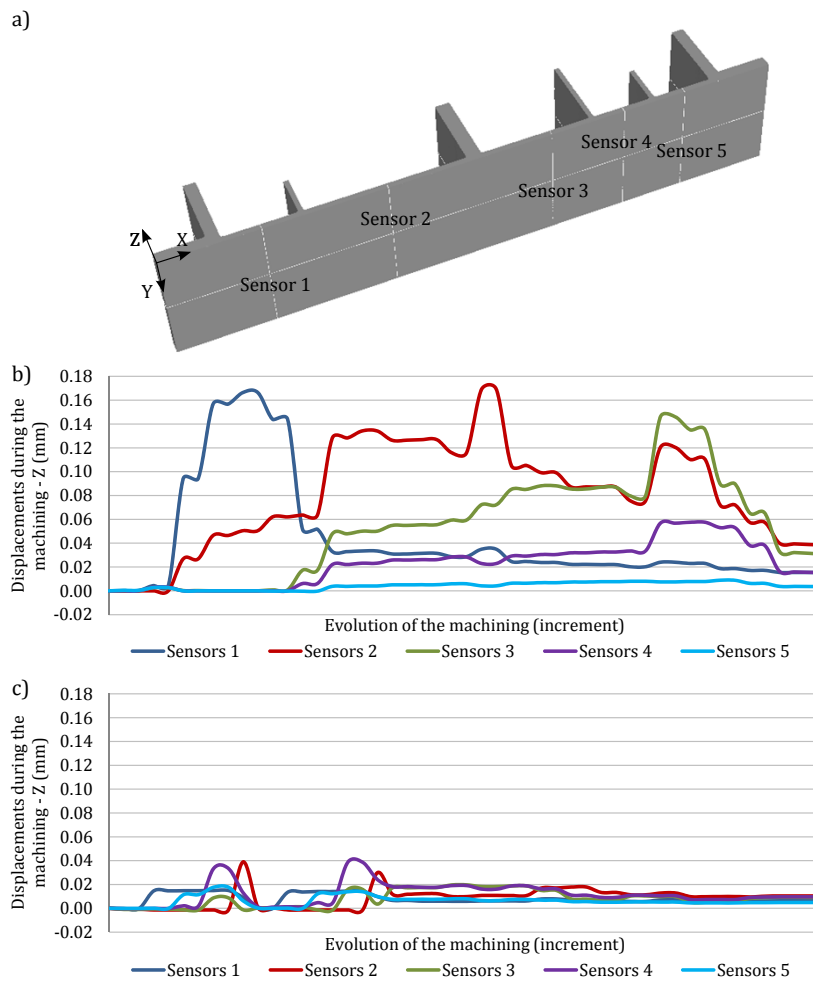 a)
Sensor 4
Sensor 5
Sensor 3
Sensor 2
Z
X
Sensor 1
Y
b)
Displacements during the
machining - Z (mm)
0.18
0.16
0.14
0.12
0.10
0.08
0.06
0.04
0.02
0.00
-0.02
Evolution of the machining (increment)
Sensors 1 Sensors 2 Sensors 3 Sensors 4 Sensors 5
c)
Displacements during the
machining - Z (mm)
0.18
0.16
0.14
0.12
0.10
0.08
0.06
0.04
0.02
0.00
-0.02
Evolution of the machining (increment)
Sensors 1 Sensors 2 Sensors 3 Sensors 4 Sensors 5